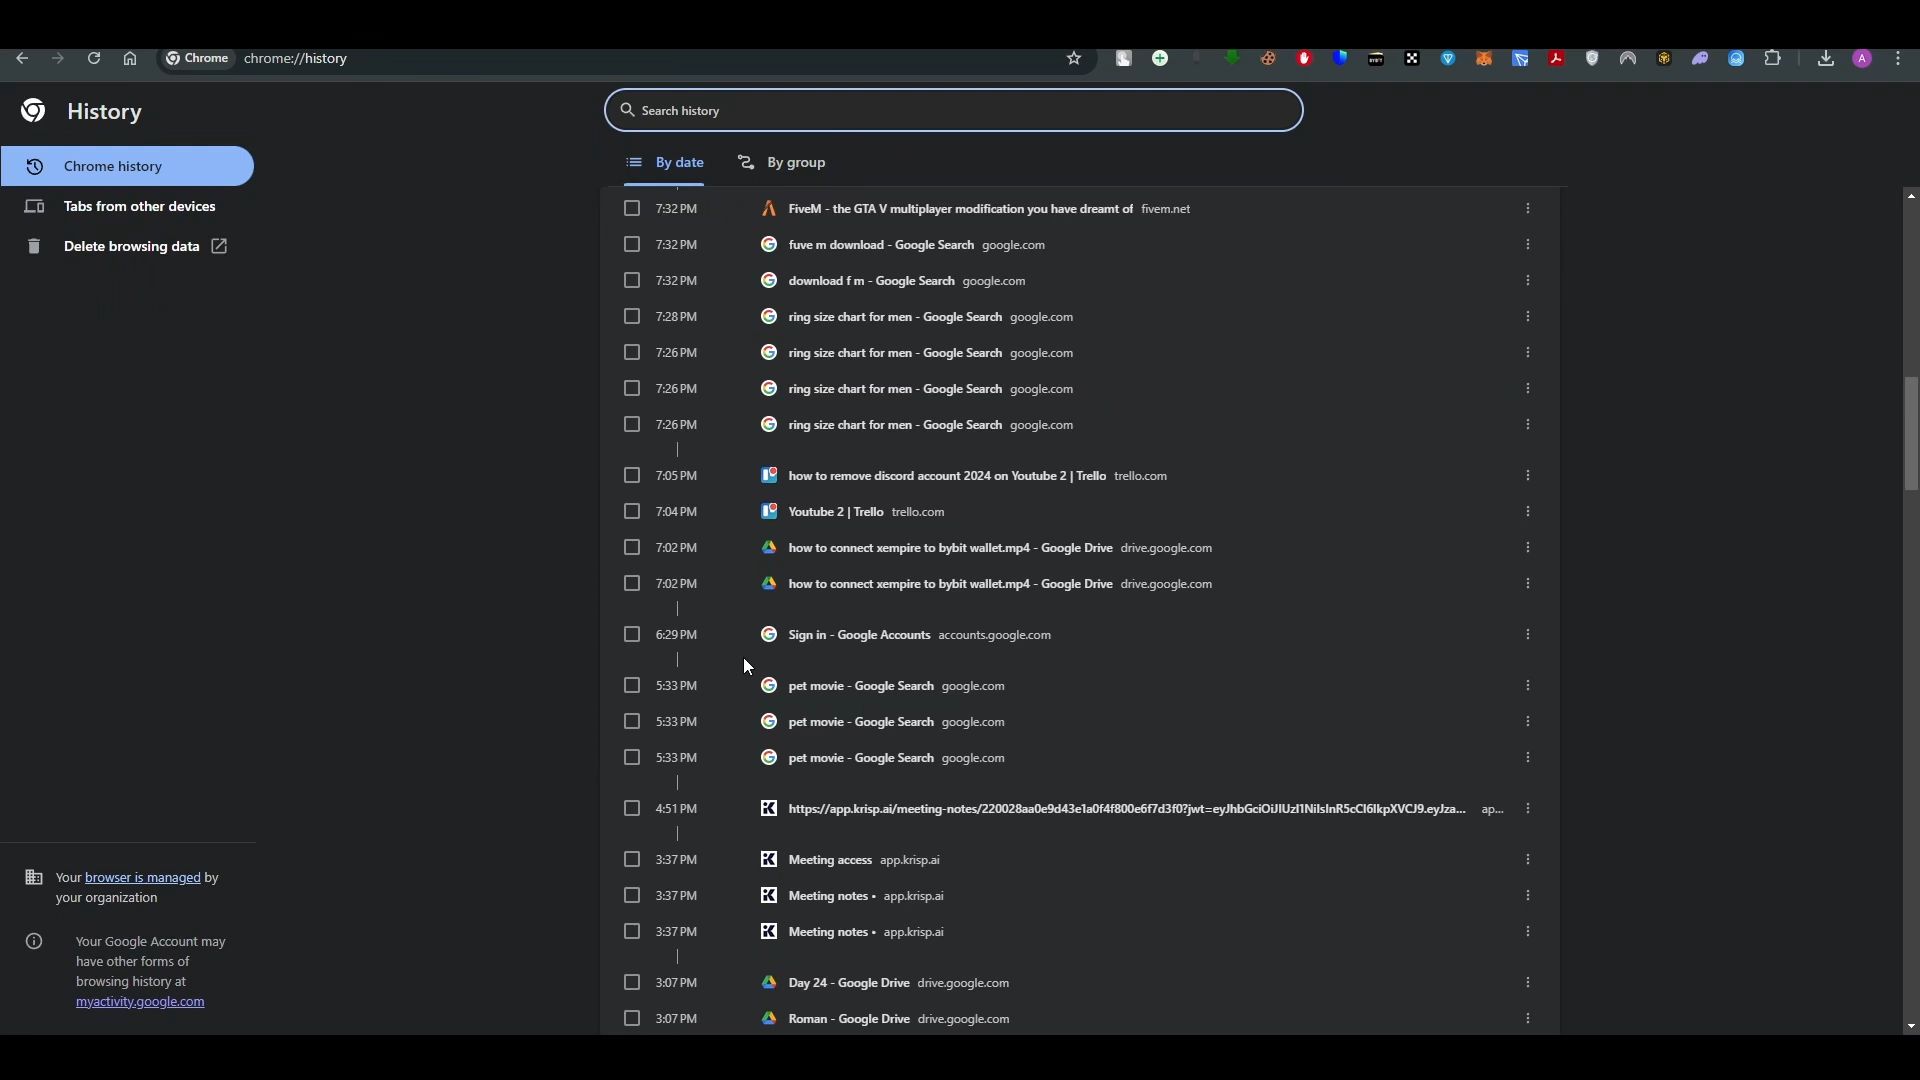 Chrome
chrome://history
A
History
Search history
Chrome history
Tabs from other devices
Delete browsing data
By date
By group
7:32 PM FiveM - the GTA V multiplayer modification you have dreamt of fivem.net
7:32 PM fuve m download - Google Search google.com
7:32 PM download f m - Google Search google.com
7:28 PM ring size chart for men - Google Search google.com
7:26 PM ring size chart for men - Google Search google.com
7:26 PM ring size chart for men - Google Search google.com
7:26 PM ring size chart for men - Google Search google.com
7:05 PM how to remove discord account 2024 on Youtube 2 | Trello trello.com
7:04 PM Youtube 2 | Trello trello.com
7:02 PM how to connect xempire to bybit wallet.mp4 - Google Drive drive.google.com
7:02 PM how to connect xempire to bybit wallet.mp4 - Google Drive drive.google.com
6:29 PM Sign in - Google Accounts accounts.google.com
5:33 PM pet movie - Google Search google.com
5:33 PM pet movie - Google Search google.com
5:33 PM pet movie - Google Search google.com
4:51 PM https://app.krisp.ai/meeting-notes/220028aa0e9d43e1a0f4f800e6f7d3f0?jwt=eyJhbGciOiJIUzI1NiIsInR5cCI6IkpXVCJ9.eyJza... ap...
3:37 PM Meeting access app.krisp.ai
3:37 PM Meeting notes • app.krisp.ai
3:37 PM Meeting notes • app.krisp.ai
3:07 PM Day 24 - Google Drive drive.google.com
3:07 PM Roman - Google Drive drive.google.com
Your browser is managed by
your organization
Your Google Account may
have other forms of
browsing history at
myactivity.google.com